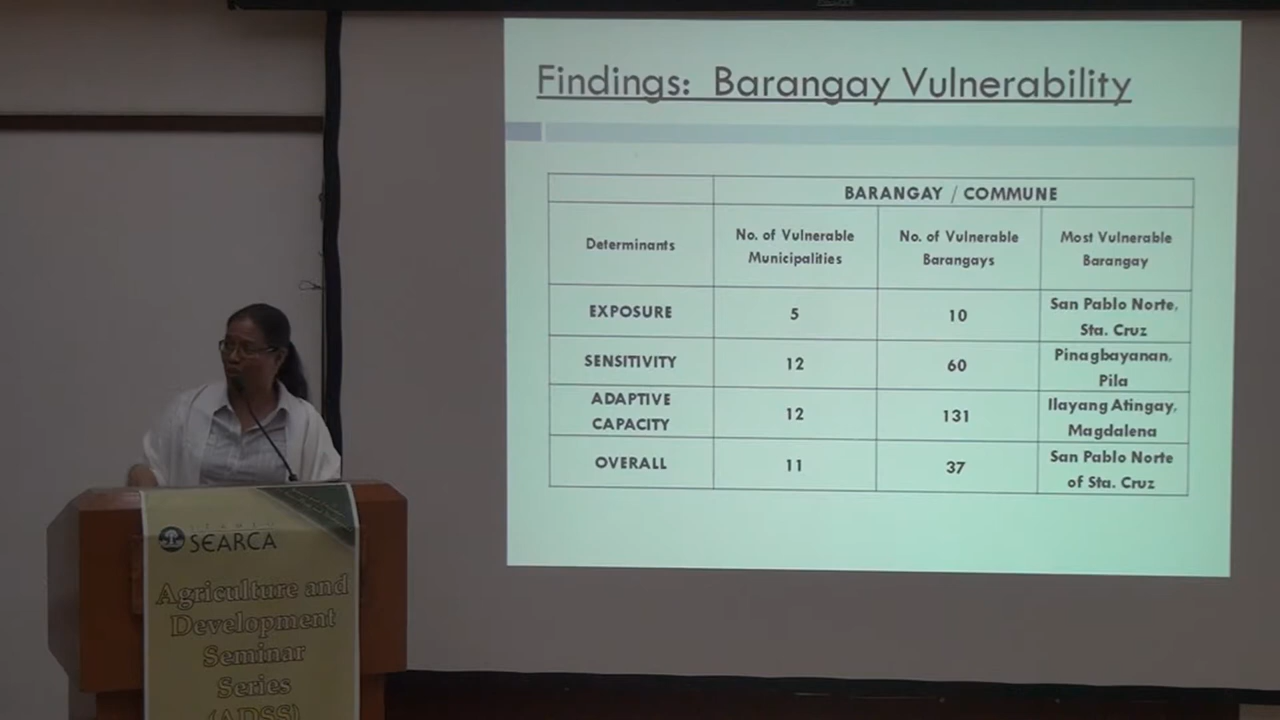 Findings: Barangay Vulnerability
BARANGAY / COMMUNE
Determinants
No. of Vulnerable
Municipalities
No. of Vulnerable
Barangays
Most Vulnerable
Barangay
EXPOSURE
5
10
San Pablo Norte,
Sta. Cruz
SENSITIVITY
12
60
Pinagbayanan,
Pila
ADAPTIVE
CAPACITY
12
131
Ilayang Atingay,
Magdalena
OVERALL
11
37
San Pablo Norte
of Sta. Cruz
SEARCA
Agriculture and
Development
Seminar
Series
(ADSS)